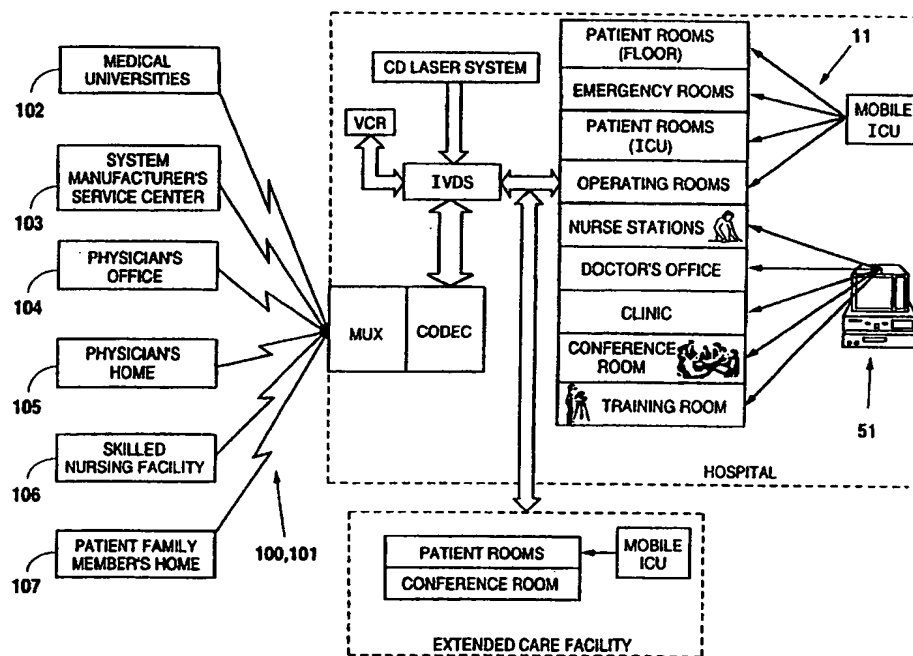 MEDICAL
UNIVERSITIES
102
SYSTEM
MANUFACTURER'S
SERVICE CENTER
103
PHYSICIAN'S
OFFICE
104
PHYSICIAN'S
HOME
105
SKILLED
NURSING FACILITY
106
PATIENT FAMILY
MEMBER'S HOME
107
100,101
CD LASER SYSTEM
VCR
IVDS
MUX
CODEC
PATIENT ROOMS
(FLOOR)
EMERGENCY ROOMS
PATIENT ROOMS
(ICU)
OPERATING ROOMS
NURSE STATIONS
DOCTOR'S OFFICE
CLINIC
CONFERENCE
ROOM
TRAINING ROOM
11
MOBILE
ICU
51
HOSPITAL
PATIENT ROOMS
CONFERENCE ROOM
MOBILE
ICU
EXTENDED CARE FACILITY